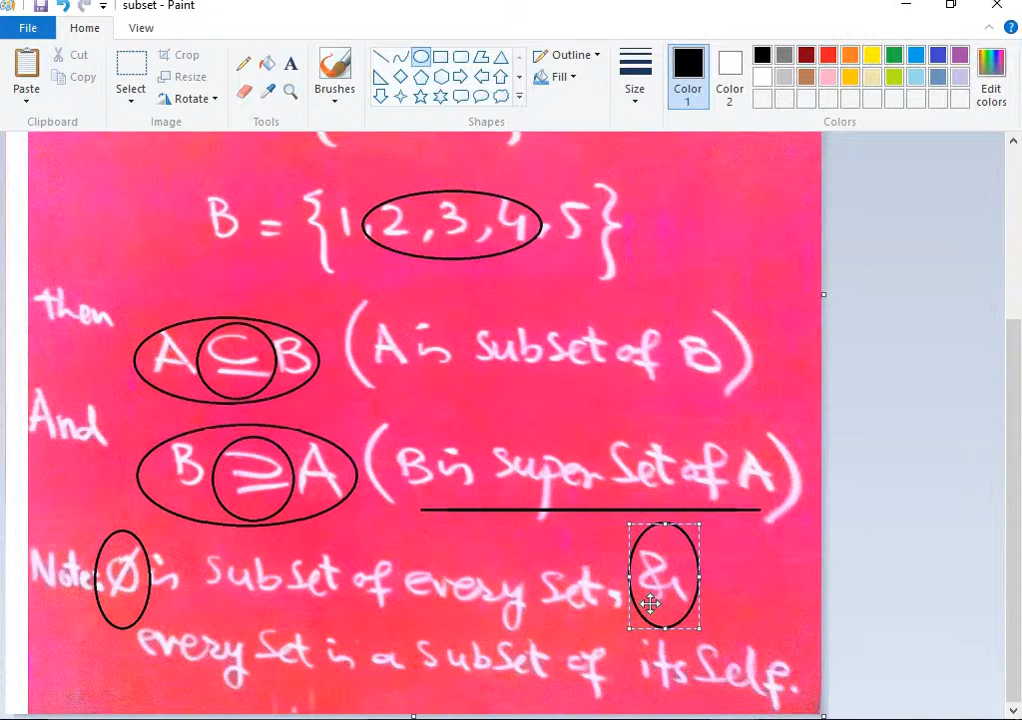 subset - Paint
File Home View
Cut
Copy
Paste
Clipboard
Select
Crop
Resize
Rotate
Image
Tools
Brushes
Shapes
Outline
Fill
Size
Color 1
Color 2
Edit colors
Colors
B = {1,2,3,4,5}
then
A ⊆ B (A is subset of B)
And
B ⊇ A (B is super Set of A)
Note: Ø is subset of every set, &
every set is a subset of itsself.